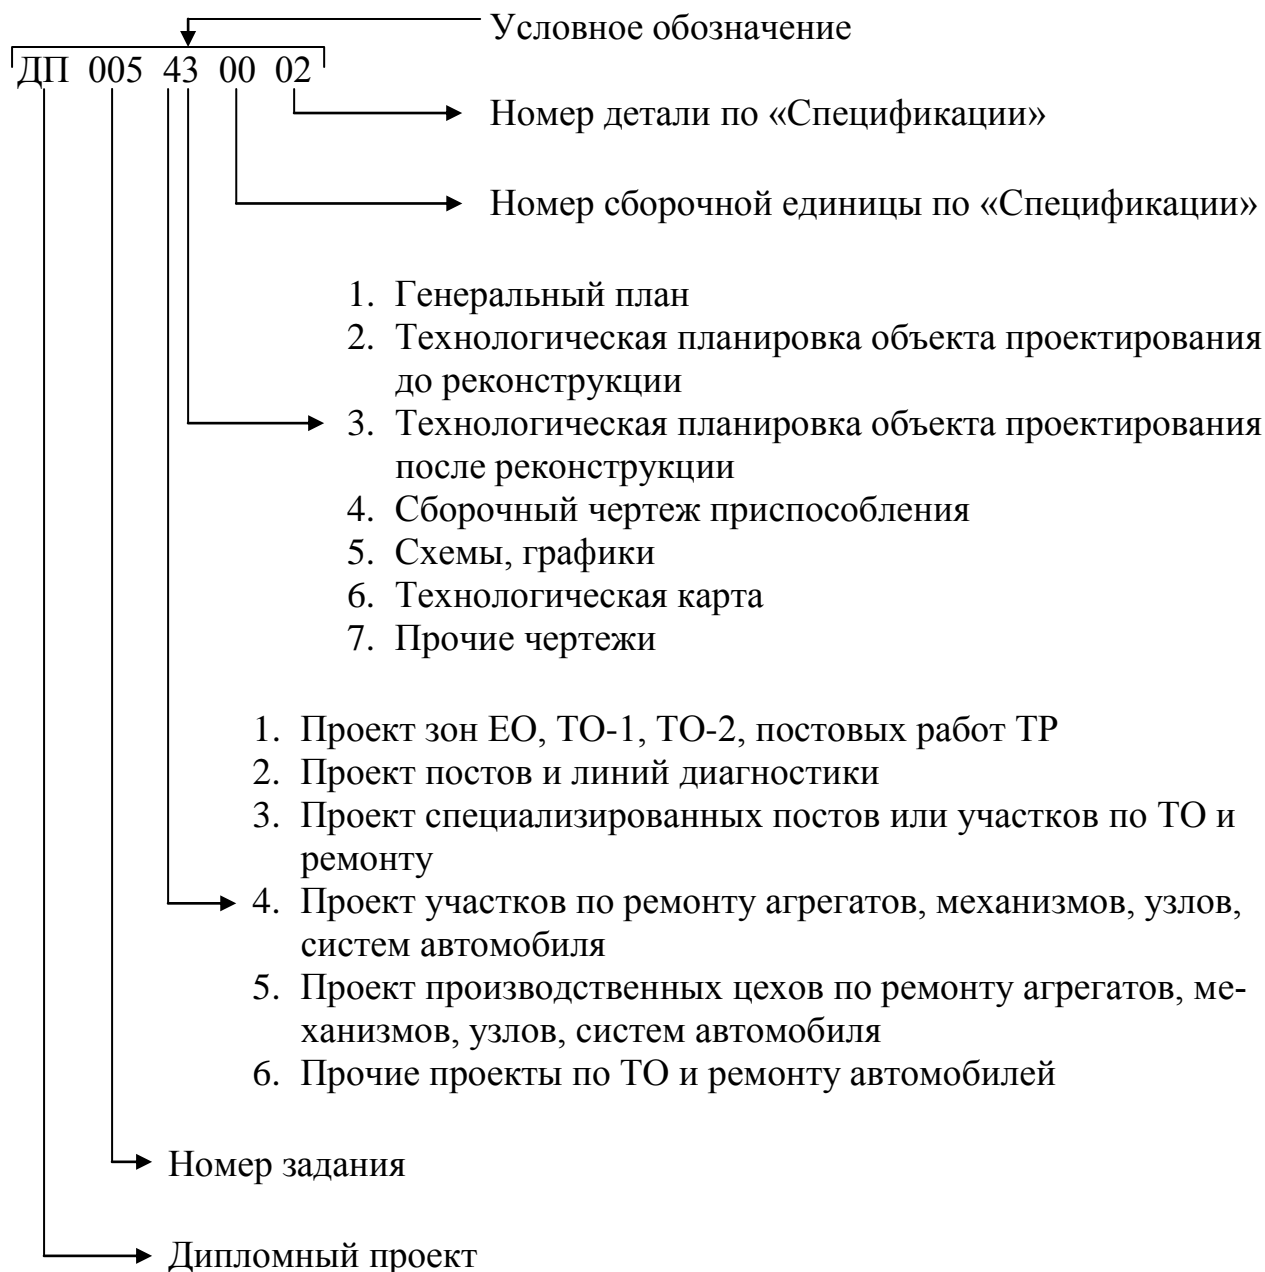 Условное обозначение
ДП 005 43 00 02
Номер детали по «Спецификации»
Номер сборочной единицы по «Спецификации»
1. Генеральный план
2. Технологическая планировка объекта проектирования
до реконструкции
3. Технологическая планировка объекта проектирования
после реконструкции
4. Сборочный чертеж приспособления
5. Схемы, графики
6. Технологическая карта
7. Прочие чертежи
1. Проект зон ЕО, ТО-1, ТО-2, постовых работ ТР
2. Проект постов и линий диагностики
3. Проект специализированных постов или участков по ТО и
ремонту
4. Проект участков по ремонту агрегатов, механизмов, узлов,
систем автомобиля
5. Проект производственных цехов по ремонту агрегатов, ме-
ханизмов, узлов, систем автомобиля
6. Прочие проекты по ТО и ремонту автомобилей
Номер задания
Дипломный проект